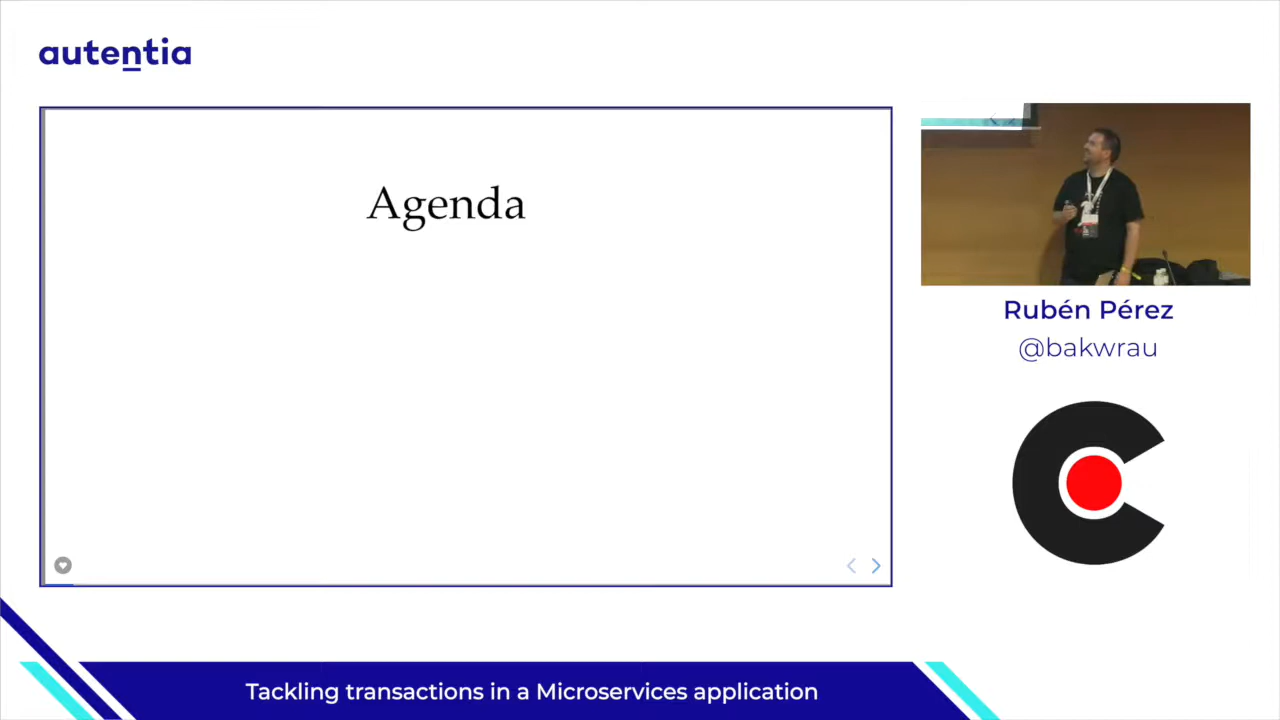 autentia
Agenda
Rubén Pérez
@bakwrau
Tackling transactions in a Microservices application